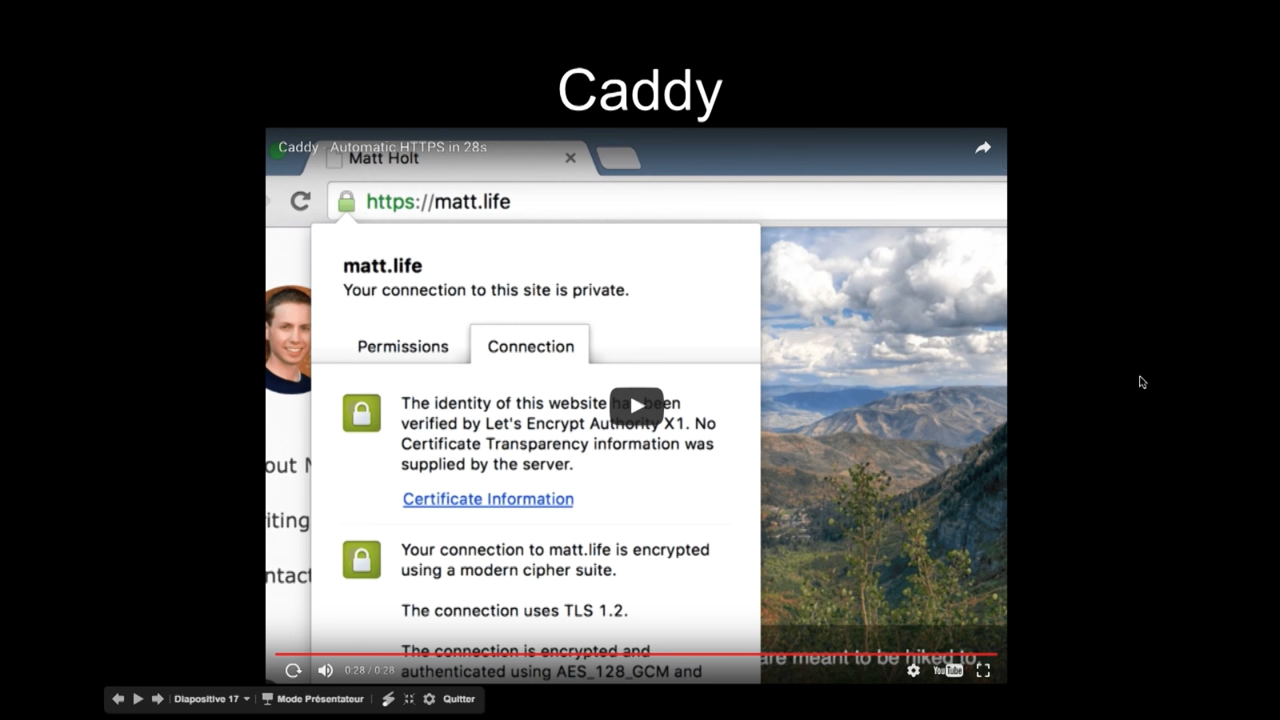 Caddy
Caddy - Automatic HTTPS in 28s
Matt Holt
https://matt.life
matt.life
Your connection to this site is private.
Permissions
Connection
The identity of this website has been
verified by Let's Encrypt Authority X1. No
Certificate Transparency information was
supplied by the server.
Certificate Information
out M
riting
ntact
Your connection to matt.life is encrypted
using a modern cipher suite.
The connection uses TLS 1.2.
The connection is encrypted and
authenticated using AES_128_GCM and
are meant to be hiked to.
0:28 / 0:28
YouTube
Diapositive 17
Mode Présentateur
Quitter